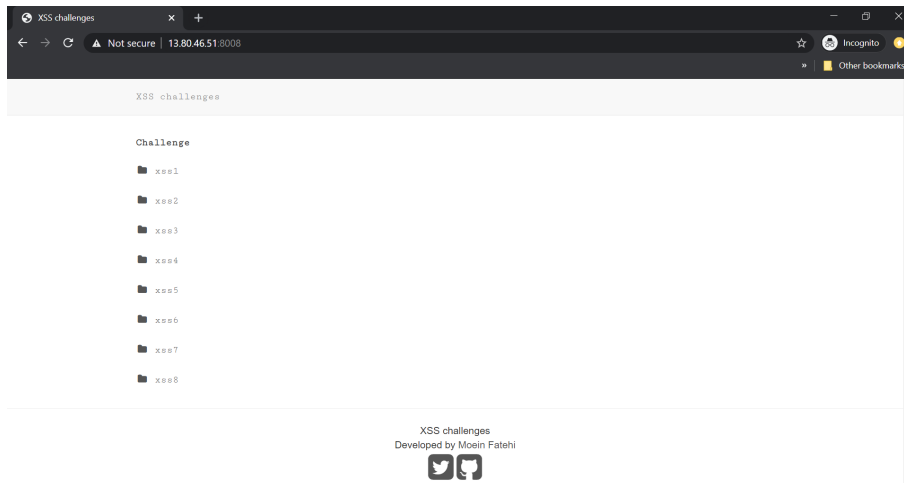 XSS challenges
Not secure | 13.80.46.51:8008
Incognito
» Other bookmarks
XSS challenges
Challenge
xss1
xss2
xss3
xss4
xss5
xss6
xss7
xss8
XSS challenges
Developed by Moein Fatehi